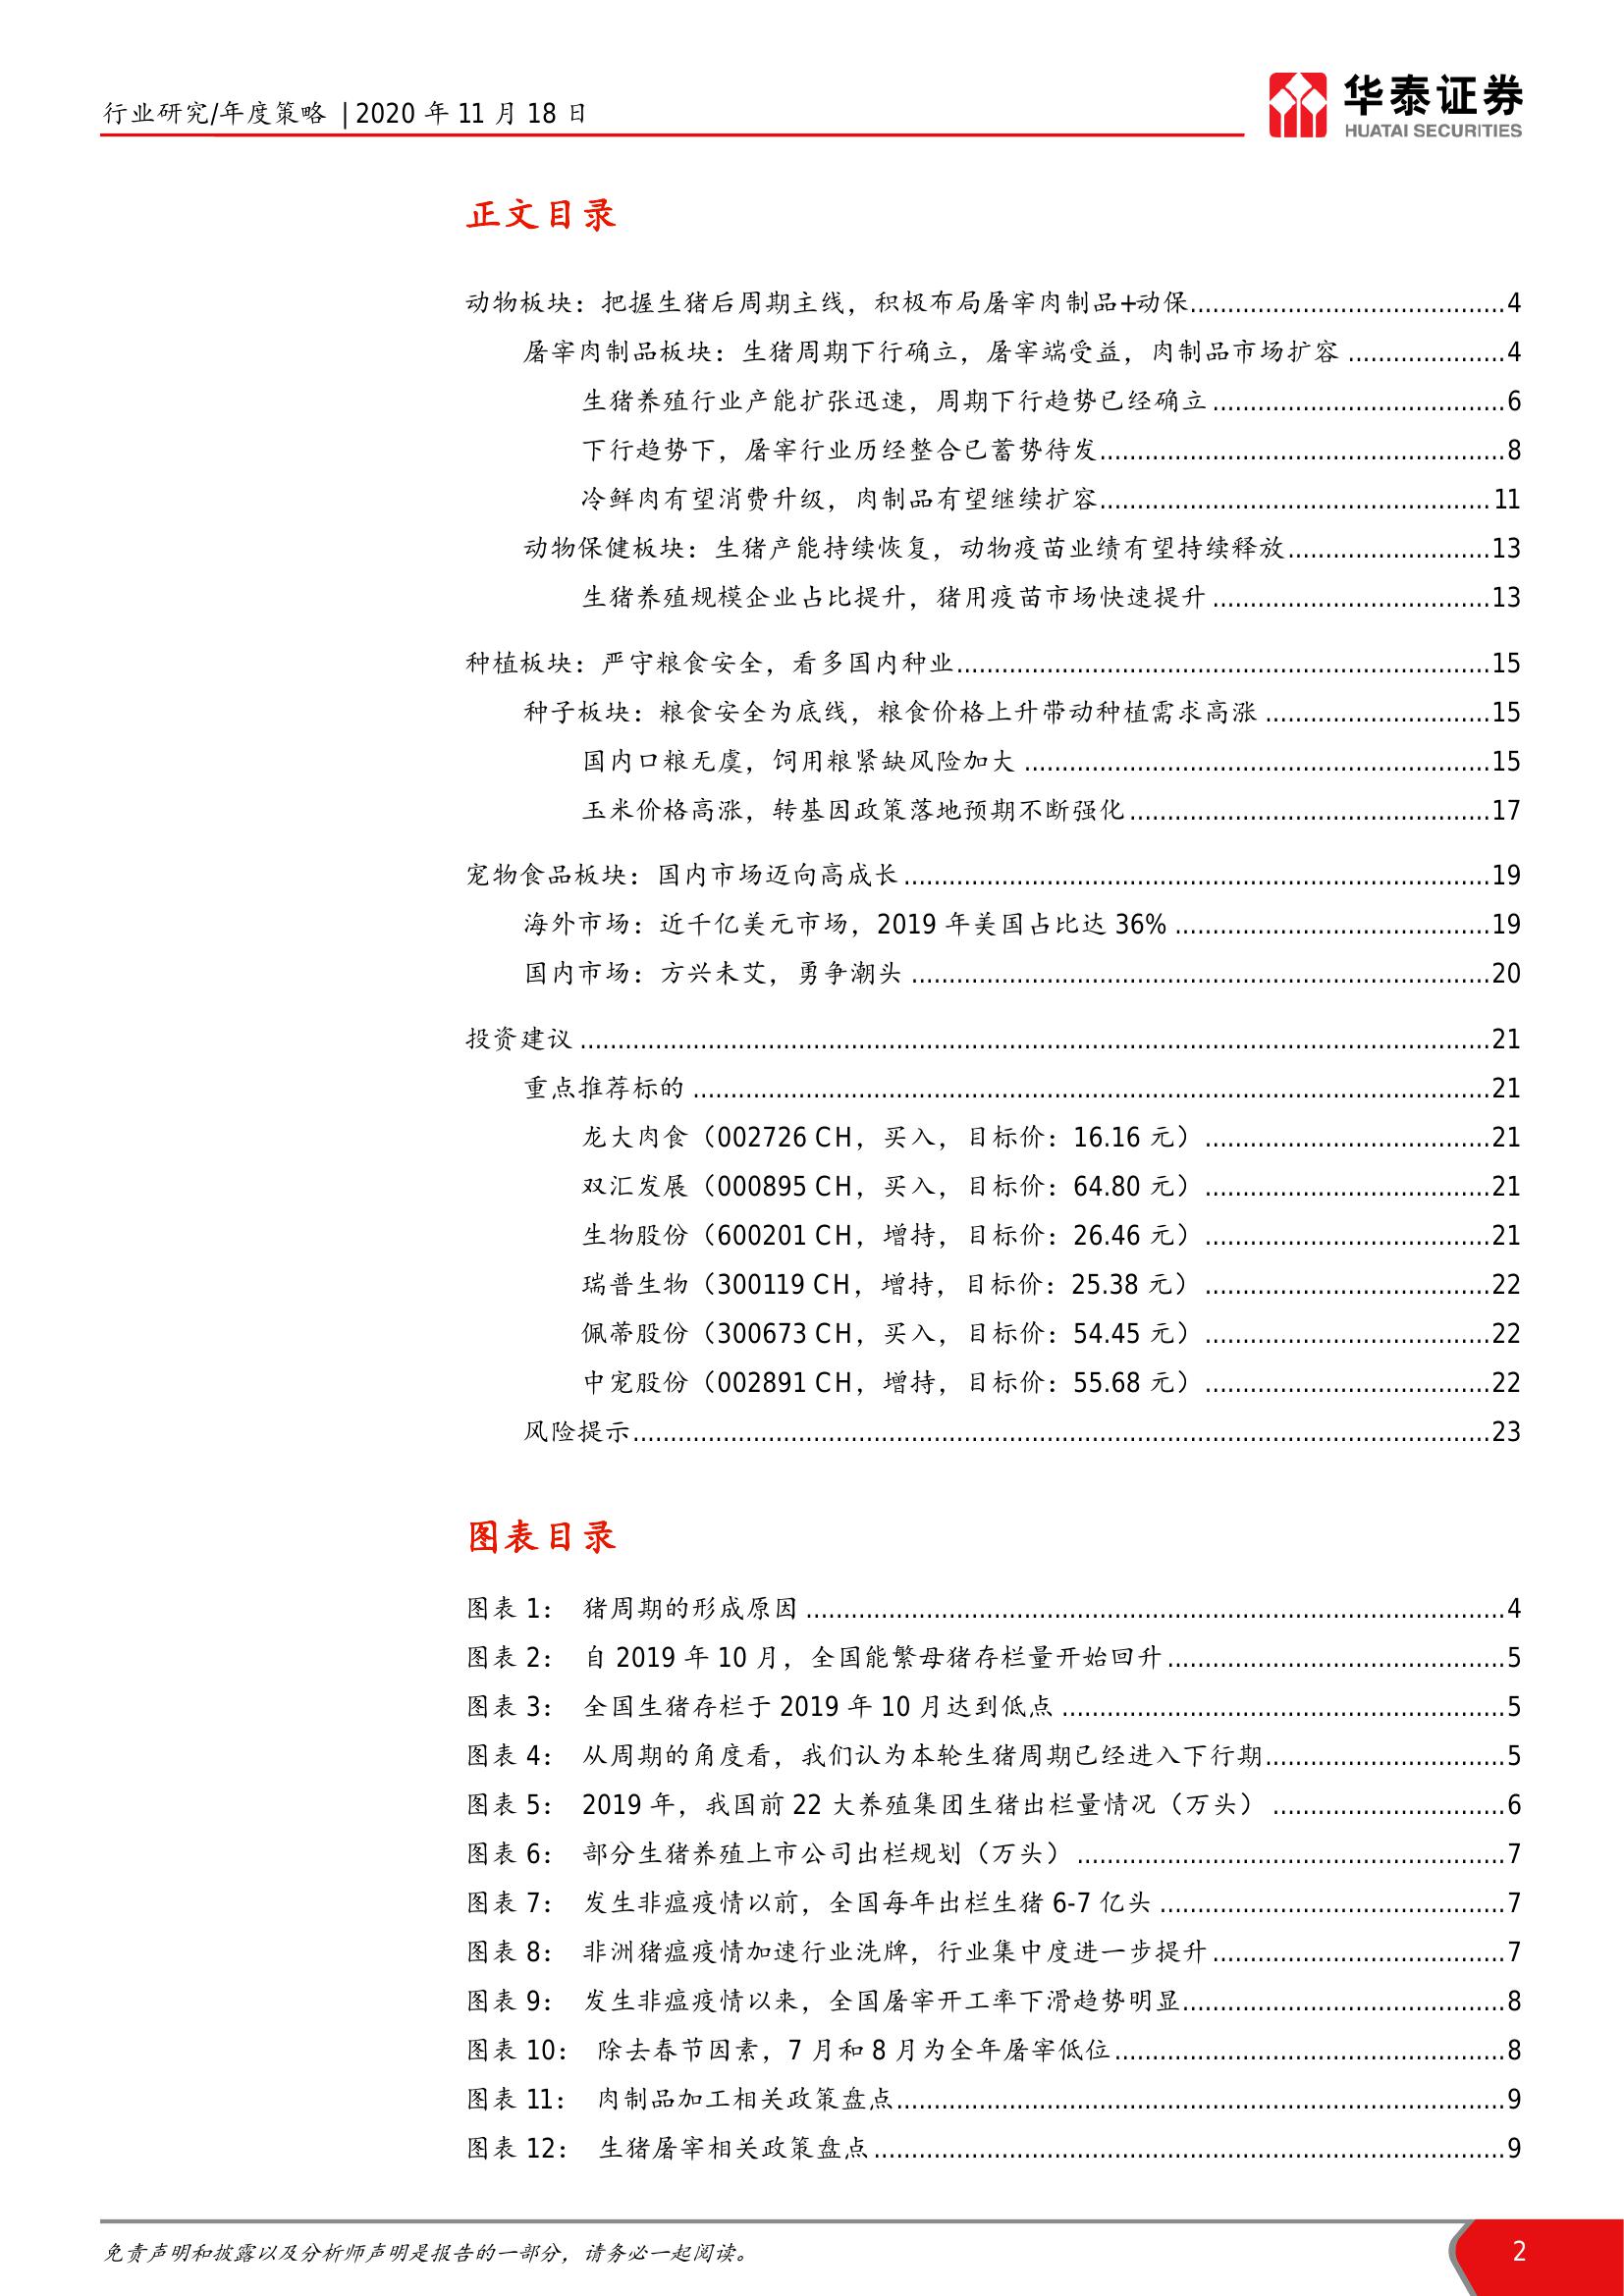 行业研究/年度策略 | 2020 年 11 月 18 日
华泰证券
HUATAI SECURITIES
正文目录
动物板块：把握生猪后周期主线，积极布局屠宰肉制品+动保..........4
屠宰肉制品板块：生猪周期下行确立，屠宰端受益，肉制品市场扩容..........4
生猪养殖行业产能扩张迅速，周期下行趋势已经确立..........6
下行趋势下，屠宰行业历经整合已蓄势待发..........8
冷鲜肉有望消费升级，肉制品有望继续扩容..........11
动物保健板块：生猪产能持续恢复，动物疫苗业绩有望持续释放..........13
生猪养殖规模企业占比提升，猪用疫苗市场快速提升..........13
种植板块：严守粮食安全，看多国内种业..........15
种子板块：粮食安全为底线，粮食价格上升带动种植需求高涨..........15
国内口粮无虞，饲用粮紧缺风险加大..........15
玉米价格高涨，转基因政策落地预期不断强化..........17
宠物食品板块：国内市场迈向高成长..........19
海外市场：近千亿美元市场，2019 年美国占比达 36%..........19
国内市场：方兴未艾，勇争潮头..........20
投资建议..........21
重点推荐标的..........21
龙大肉食（002726 CH，买入，目标价：16.16 元）..........21
双汇发展（000895 CH，买入，目标价：64.80 元）..........21
生物股份（600201 CH，增持，目标价：26.46 元）..........21
瑞普生物（300119 CH，增持，目标价：25.38 元）..........22
佩蒂股份（300673 CH，买入，目标价：54.45 元）..........22
中宠股份（002891 CH，增持，目标价：55.68 元）..........22
风险提示..........23
图表目录
图表 1： 猪周期的形成原因..........4
图表 2： 自 2019 年 10 月，全国能繁母猪存栏量开始回升..........5
图表 3： 全国生猪存栏于 2019 年 10 月达到低点..........5
图表 4： 从周期的角度看，我们认为本轮生猪周期已经进入下行期..........5
图表 5： 2019 年，我国前 22 大养殖集团生猪出栏量情况（万头）..........6
图表 6： 部分生猪养殖上市公司出栏规划（万头）..........7
图表 7： 发生非瘟疫情以前，全国每年出栏生猪 6-7 亿头..........7
图表 8： 非洲猪瘟疫情加速行业洗牌，行业集中度进一步提升..........7
图表 9： 发生非瘟疫情以来，全国屠宰开工率下滑趋势明显..........8
图表 10： 除去春节因素，7 月和 8 月为全年屠宰低位..........8
图表 11： 肉制品加工相关政策盘点..........9
图表 12： 生猪屠宰相关政策盘点..........9
免责声明和披露以及分析师声明是报告的一部分，请务必一起阅读。
2